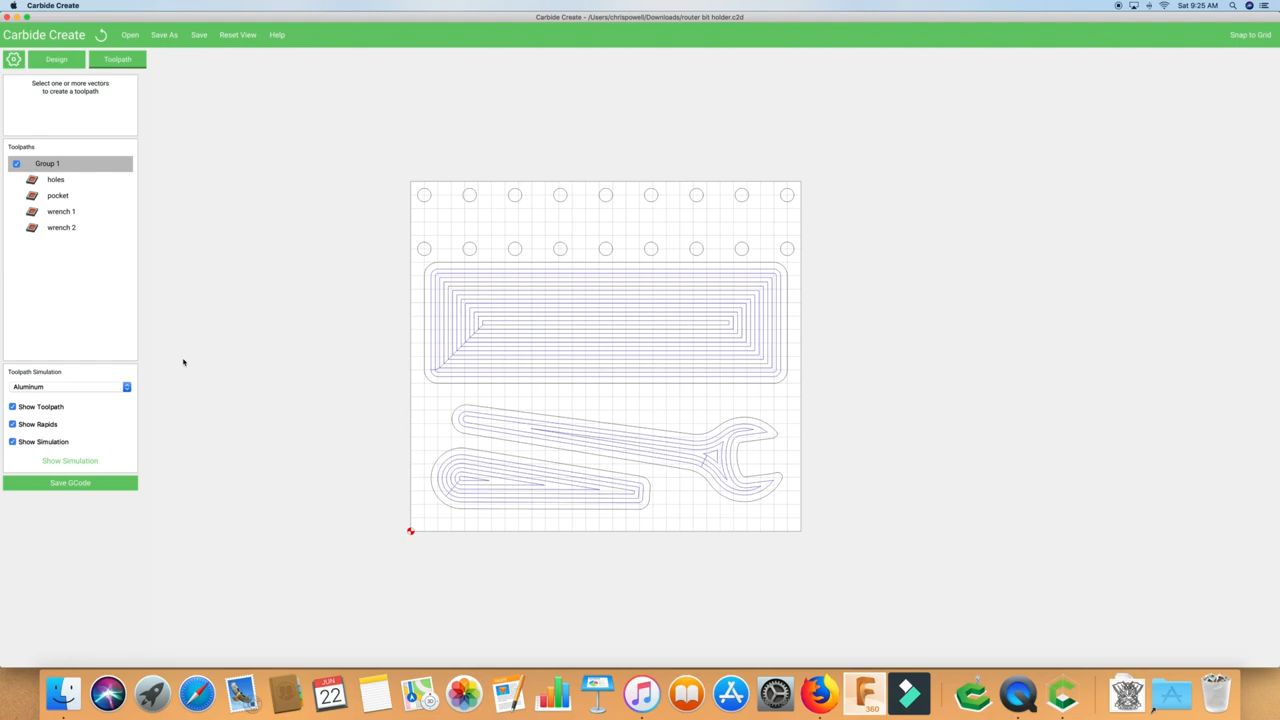 Carbide Create
Sat 9:25 AM
Carbide Create - /Users/chrispowell/Downloads/router bit holder.c2d
Carbide Create
Open
Save As
Save
Reset View
Help
Snap to Grid
Design
Toolpath
Select one or more vectors
to create a toolpath
Toolpaths
Group 1
holes
pocket
wrench 1
wrench 2
Toolpath Simulation
Aluminum
Show Toolpath
Show Rapids
Show Simulation
Show Simulation
Save GCode
JUN
22
360